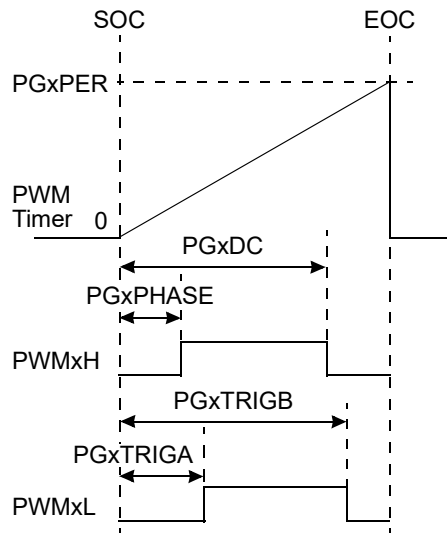 SOC
EOC
PGxPER
PWM
Timer 0
PGxDC
PGxPHASE
PWMxH
PGxTRIGB
PGxTRIGA
PWMxL